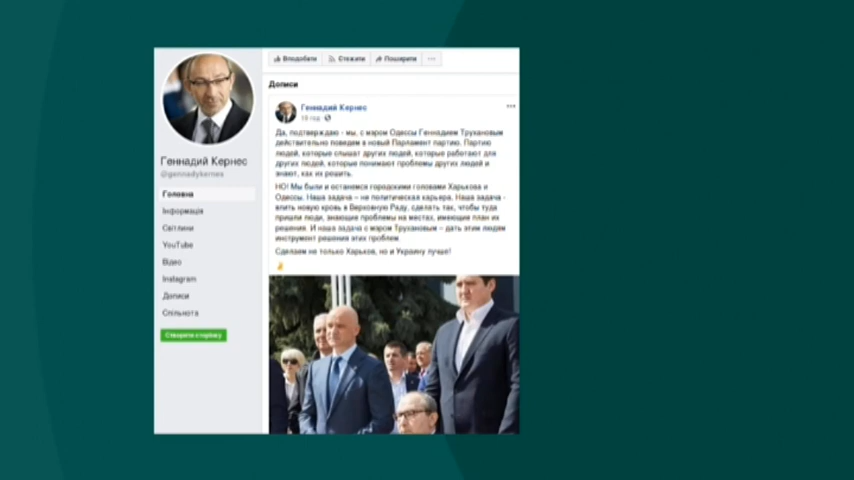 Вподобати Стежити Поширити ...
Дописи
Геннадий Кернес
@gennadykernes
Головна
Інформація
Світлини
YouTube
Відео
Instagram
Дописи
Спільнота
Створити сторінку
Геннадий Кернес
Да, подтверждаю - мы, с мэром Одессы Геннадием Трухановым
действительно поведем в новый Парламент партию. Партию
людей, которые слышат других людей, которые работают для
других людей, которые понимают проблемы других людей и
знают, как их решить.
НО! Мы были и останемся городскими головами Харькова и
Одессы. Наша задача – не политическая карьера. Наша задача -
влить новую кровь в Верховную Раду, сделать так, чтобы туда
пришли люди, знающие проблемы на местах, имеющие план их
решения. И наша задача с мэром Трухановым – дать этим людям
инструмент решения этих проблем.
Сделаем не только Харьков, но и Украину лучше!